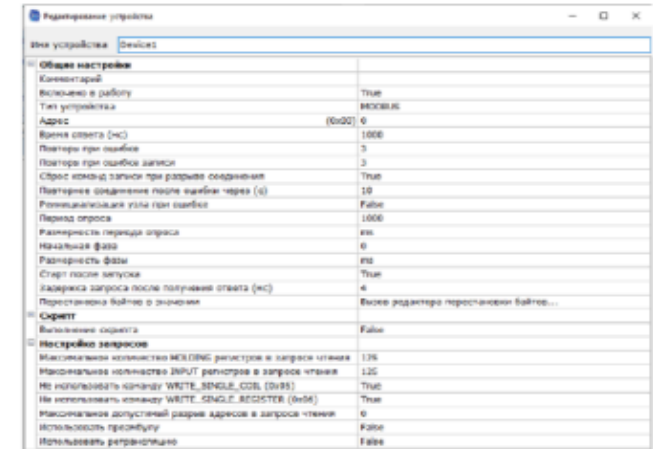 Редактирование устройства
Имя устройства Device1
Общие настройки
Комментарий
Включено в работу True
Тип устройства MODBUS
Адрес (0x00) 0
Время ответа (мс) 1000
Повторы при ошибке 3
Повторы при ошибке записи 3
Сброс команд записи при разрыве соединения True
Повторное соединение после ошибки через (с) 10
Реинициализация узла при ошибке False
Период опроса 1000
Размерность периода опроса ms
Начальная фаза 0
Размерность фазы ms
Старт после запуска True
Задержка запроса после получения ответа (мс)
Перестановка байтов в значении Вызов редактора перестановки байтов...
Скрипт
Выполнение скрипта False
Настройка запросов
Максимальное количество HOLDING регистров в запросе чтения 125
Максимальное количество INPUT регистров в запросе чтения 125
Не использовать команду WRITE_SINGLE_COIL (0x05) True
Не использовать команду WRITE_SINGLE_REGISTER (0x06) True
Максимальное допустимый разрыв адресов в запросе чтения 0
Использовать преамбулу False
Использовать ретрансляцию False